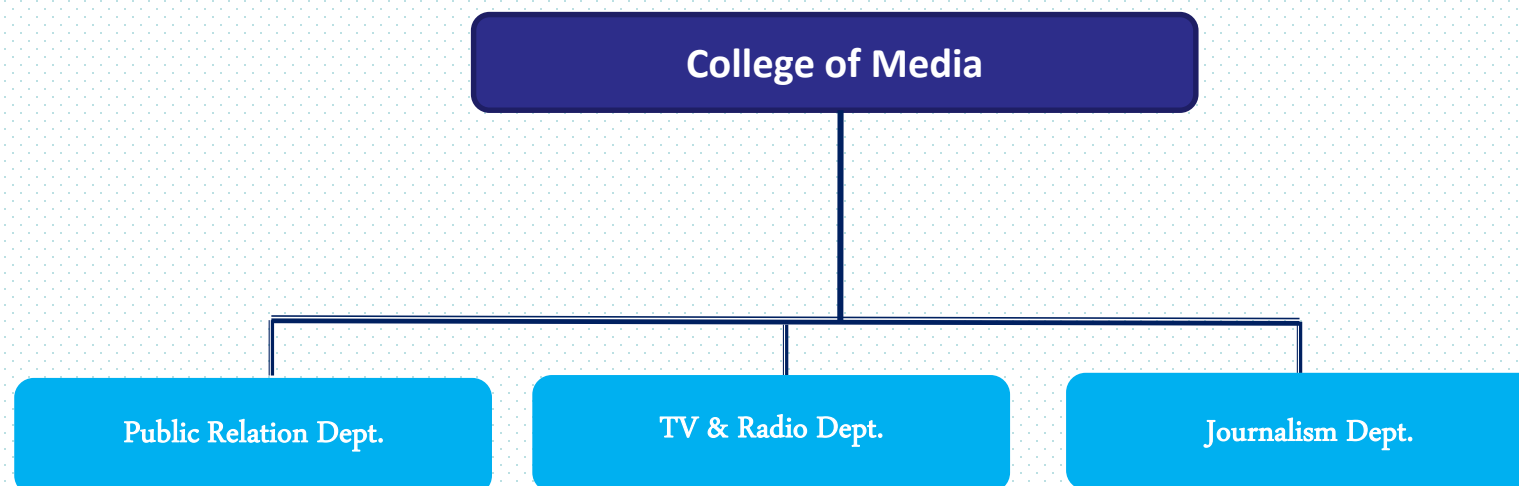 College of Media
Public Relation Dept.
TV & Radio Dept.
Journalism Dept.